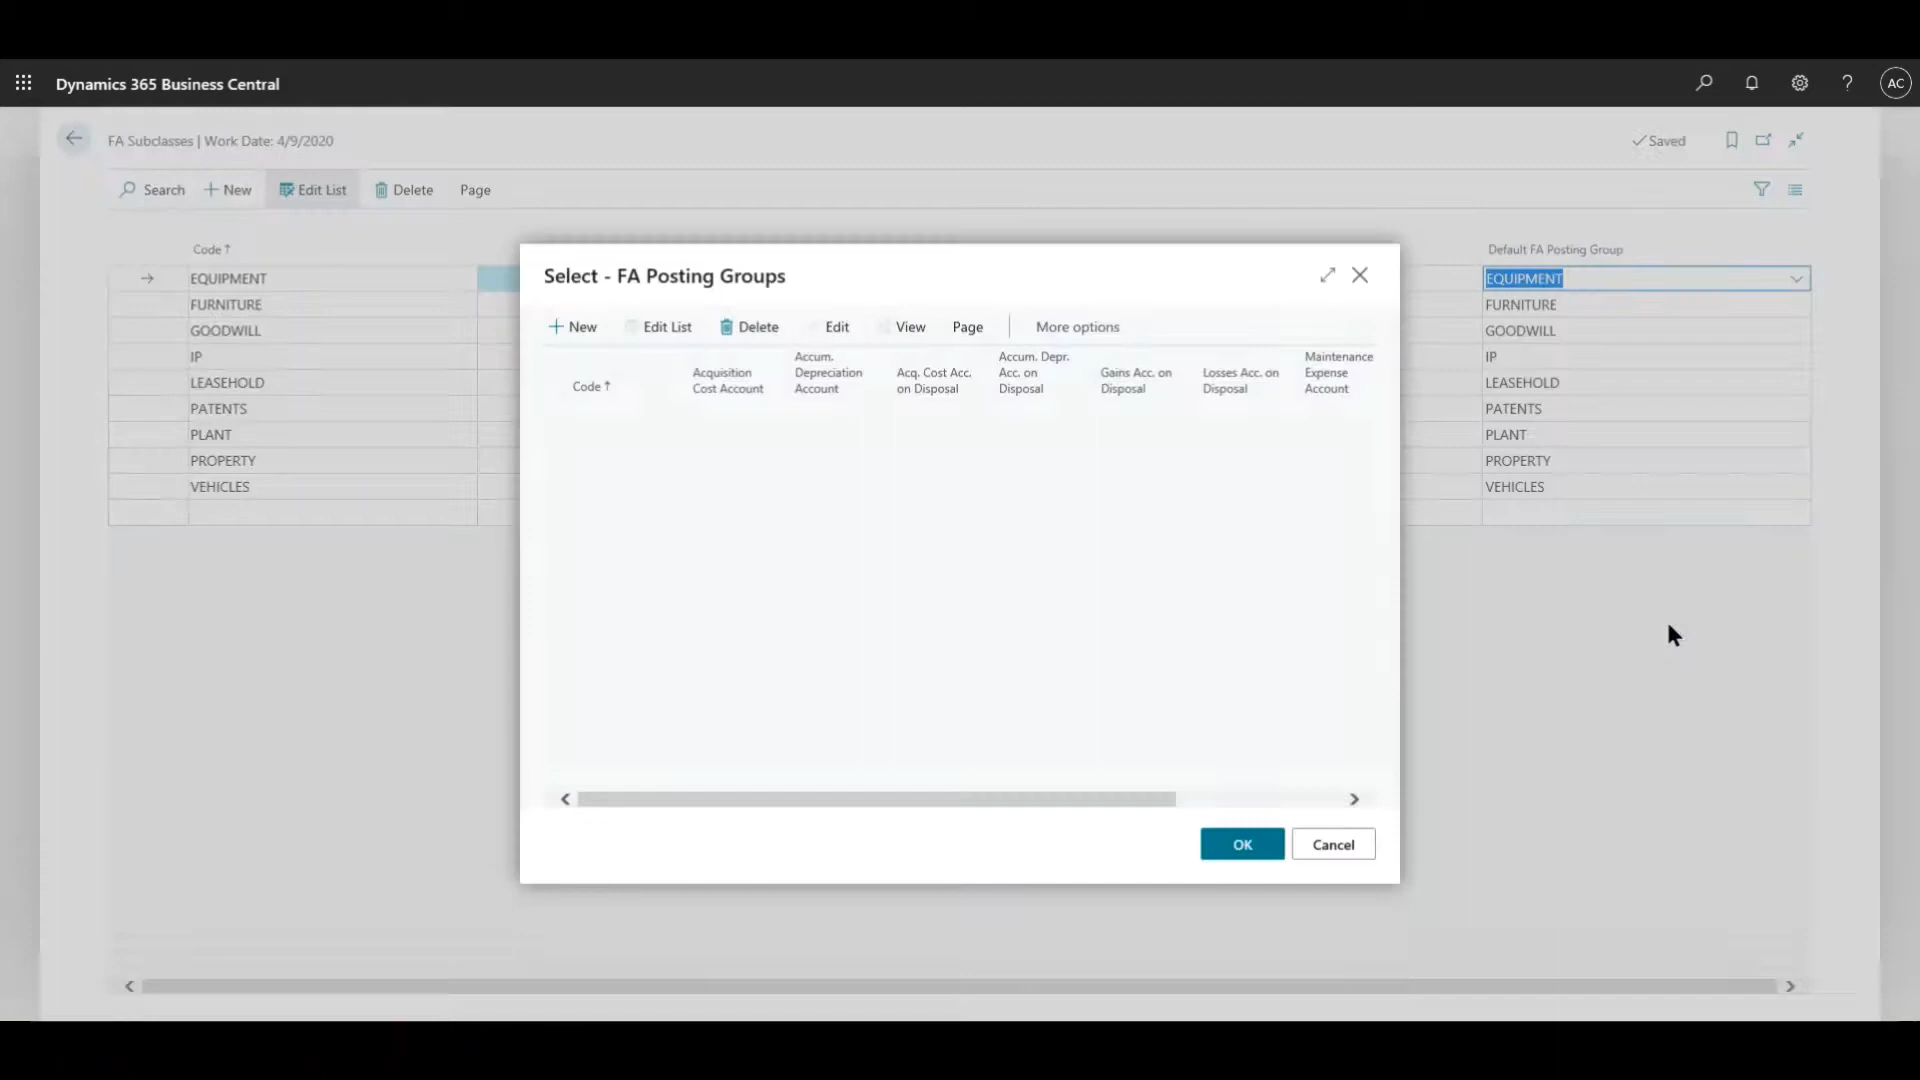 Dynamics 365 Business Central
AC
FA Subclasses | Work Date: 4/9/2020
Saved
Search
New
Edit List
Delete
Page
Code ↑
Default FA Posting Group
EQUIPMENT
EQUIPMENT
FURNITURE
FURNITURE
GOODWILL
GOODWILL
IP
IP
LEASEHOLD
LEASEHOLD
PATENTS
PATENTS
PLANT
PLANT
PROPERTY
PROPERTY
VEHICLES
VEHICLES
Select - FA Posting Groups
New
Edit List
Delete
Edit
View
Page
More options
Code ↑
Acquisition
Cost Account
Accum.
Depreciation
Account
Acq. Cost Acc.
on Disposal
Accum. Depr.
Acc. on
Disposal
Gains Acc. on
Disposal
Losses Acc. on
Disposal
Maintenance
Expense
Account
OK
Cancel